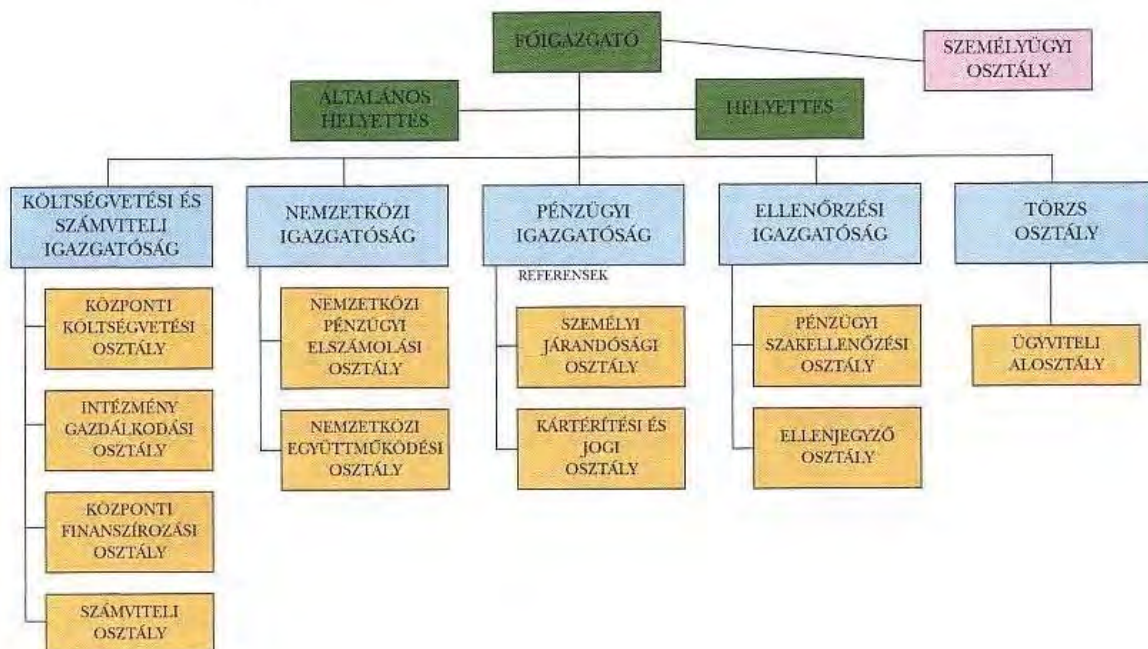 FŐIGAZGATÓ
SZEMÉLYÜGYI
OSZTÁLY
ÁLTALÁNOS
HELYETTES
HELYETTES
KÖLTSÉGVETÉSI ÉS
SZÁMVITELI
IGAZGATÓSÁG
NEMZETKÖZI
IGAZGATÓSÁG
PÉNZÜGYI
IGAZGATÓSÁG
ELLENŐRZÉSI
IGAZGATÓSÁG
TÖRZS
OSZTÁLY
REFERENSEK
KÖZPONTI
KÖLTSÉGVETÉSI
OSZTÁLY
INTÉZMÉNY
GAZDÁLKODÁSI
OSZTÁLY
KÖZPONTI
FINANSZÍROZÁSI
OSZTÁLY
SZÁMVITELI
OSZTÁLY
NEMZETKÖZI
PÉNZÜGYI
ELSZÁMOLÁSI
OSZTÁLY
NEMZETKÖZI
EGYÜTTMŰKÖDÉSI
OSZTÁLY
SZEMÉLYI
JÁRANDÓSÁGI
OSZTÁLY
KÁRTÉRÍTÉSI ÉS
JOGI
OSZTÁLY
PÉNZÜGYI
SZAKELLENŐZÉSI
OSZTÁLY
ELLENJEGYZŐ
OSZTÁLY
ÜGYVITELI
ALOSZTÁLY